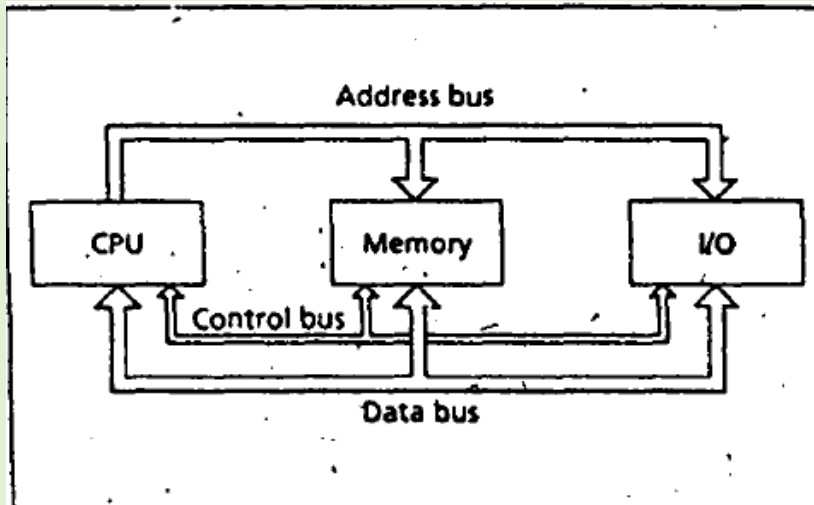 Address bus
CPU
Memory
I/O
Control bus
Data bus